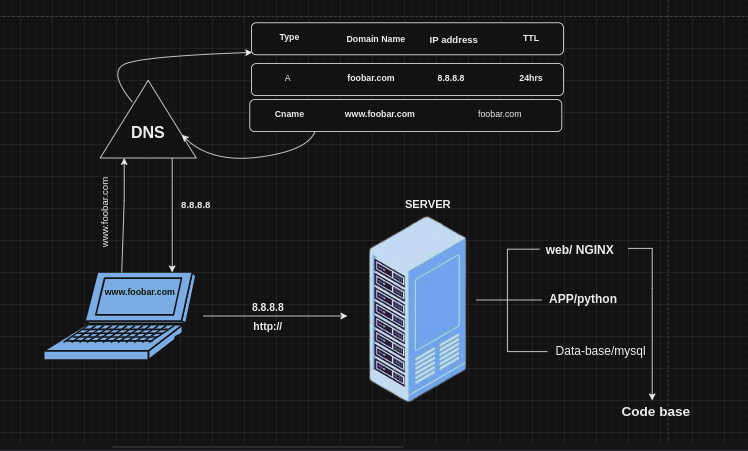 Type Domain Name IP address TTL
A foobar.com 8.8.8.8 24hrs
Cname www.foobar.com foobar.com
DNS
www.foobar.com
8.8.8.8
www.foobar.com
8.8.8.8
http://
SERVER
web/ NGINX
APP/python
Data-base/mysql
Code base